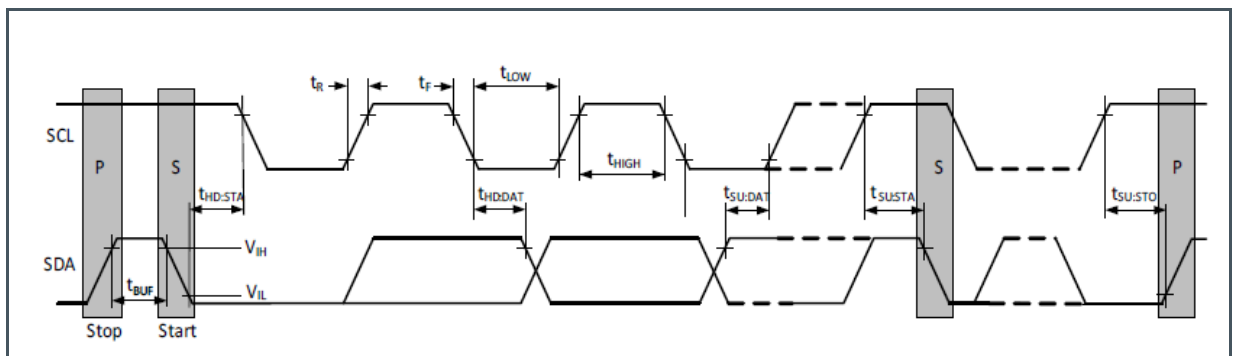 tR
tF
tLOW
SCL
P
S
tHIGH
S
P
tHD:STA
tHD:DAT
tSU:DAT
tSU:STA
tSU:STO
VIH
SDA
tBUF
VIL
Stop
Start